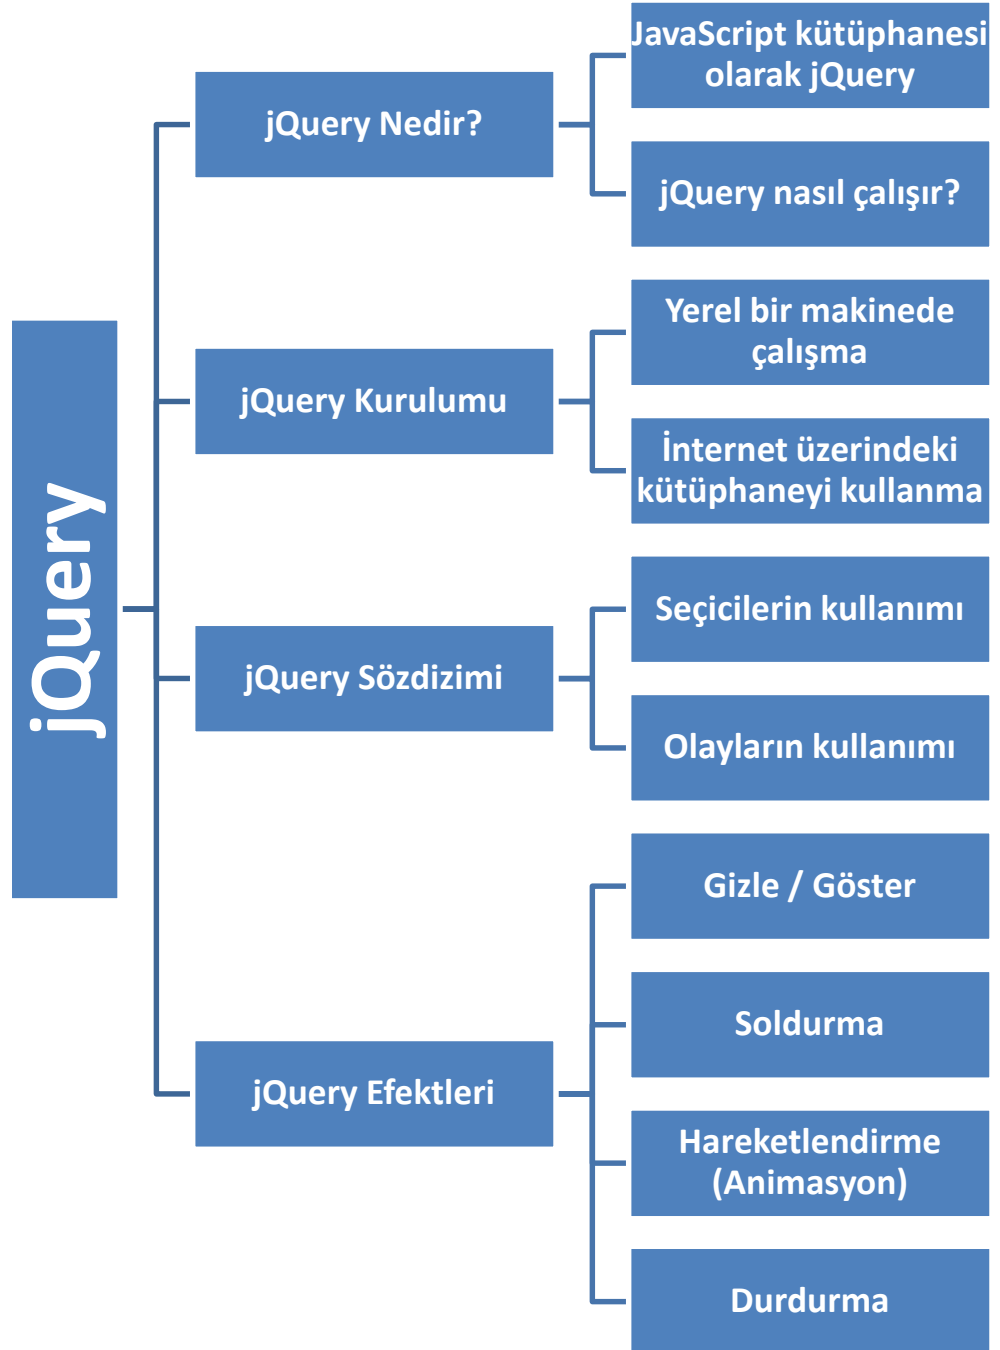 jQuery
jQuery Nedir?
JavaScript kütüphanesi
olarak jQuery
jQuery nasıl çalışır?
jQuery Kurulumu
Yerel bir makinede
çalışma
İnternet üzerindeki
kütüphaneyi kullanma
jQuery Sözdizimi
Seçicilerin kullanımı
Olayların kullanımı
jQuery Efektleri
Gizle / Göster
Soldurma
Hareketlendirme
(Animasyon)
Durdurma